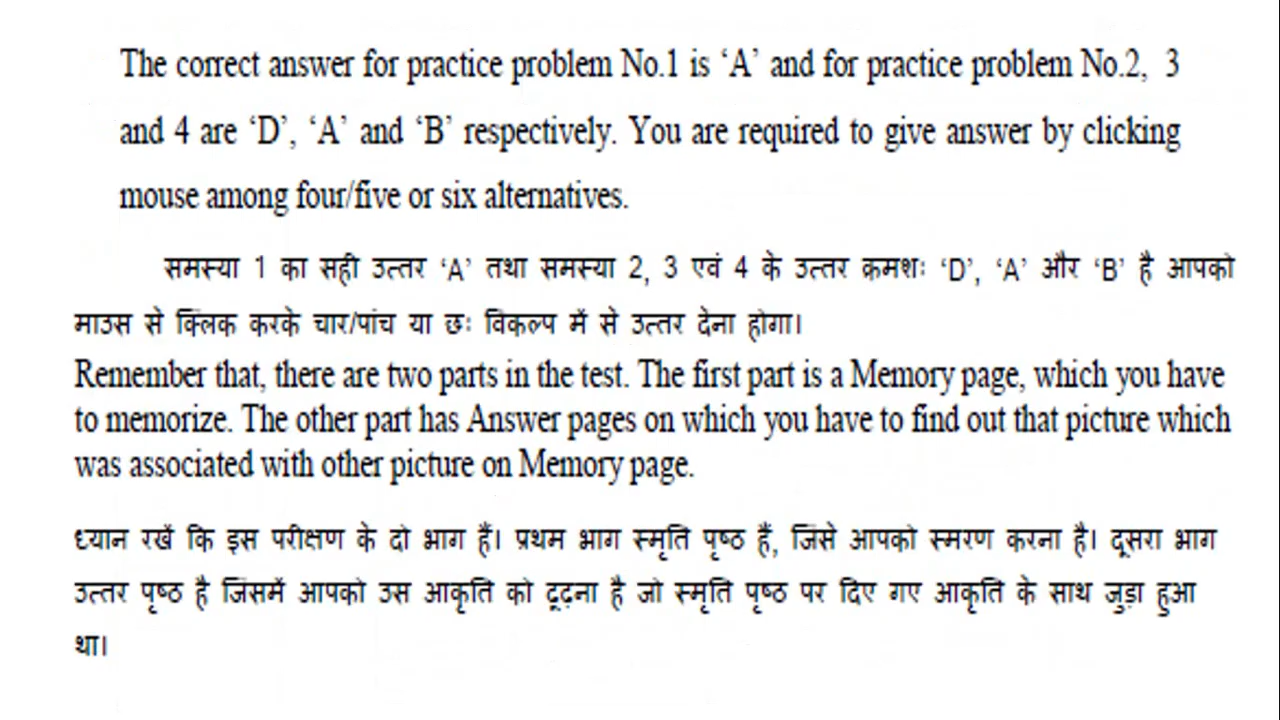 The correct answer for practice problem No.1 is ‘A’ and for practice problem No.2, 3
and 4 are ‘D’, ‘A’ and ‘B’ respectively. You are required to give answer by clicking
mouse among four/five or six alternatives.
समस्या 1 का सही उत्तर ‘A’ तथा समस्या 2, 3 एवं 4 के उत्तर क्रमशः ‘D’, ‘A’ और ‘B’ है आपको
माउस से क्लिक करके चार/पांच या छः विकल्प में से उत्तर देना होगा।
Remember that, there are two parts in the test. The first part is a Memory page, which you have
to memorize. The other part has Answer pages on which you have to find out that picture which
was associated with other picture on Memory page.
ध्यान रखें कि इस परीक्षण के दो भाग हैं। प्रथम भाग स्मृति पृष्ठ हैं, जिसे आपको स्मरण करना है। दूसरा भाग
उत्तर पृष्ठ है जिसमें आपको उस आकृति को ढूढ़ना है जो स्मृति पृष्ठ पर दिए गए आकृति के साथ जुड़ा हुआ
था।